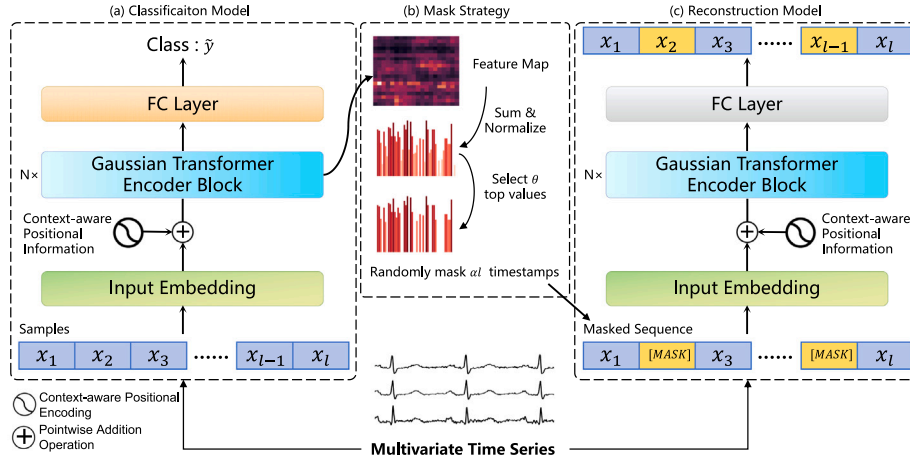 (a) Classificaiton Model
Class : ỹ
FC Layer
N×
Gaussian Transformer
Encoder Block
Context-aware
Positional
Information
Input Embedding
Samples
x₁ x₂ x₃ ...... xₗ₋₁ xₗ
Context-aware Positional
Encoding
Pointwise Addition
Operation
(b) Mask Strategy
Feature Map
Sum &
Normalize
Select θ
top values
Randomly mask αl timestamps
Multivariate Time Series
(c) Reconstruction Model
x₁ x₂ x₃ ...... xₗ₋₁ xₗ
FC Layer
N×
Gaussian Transformer
Encoder Block
Context-aware
Positional
Information
Input Embedding
Masked Sequence
x₁ [MASK] x₃ ...... [MASK] xₗ